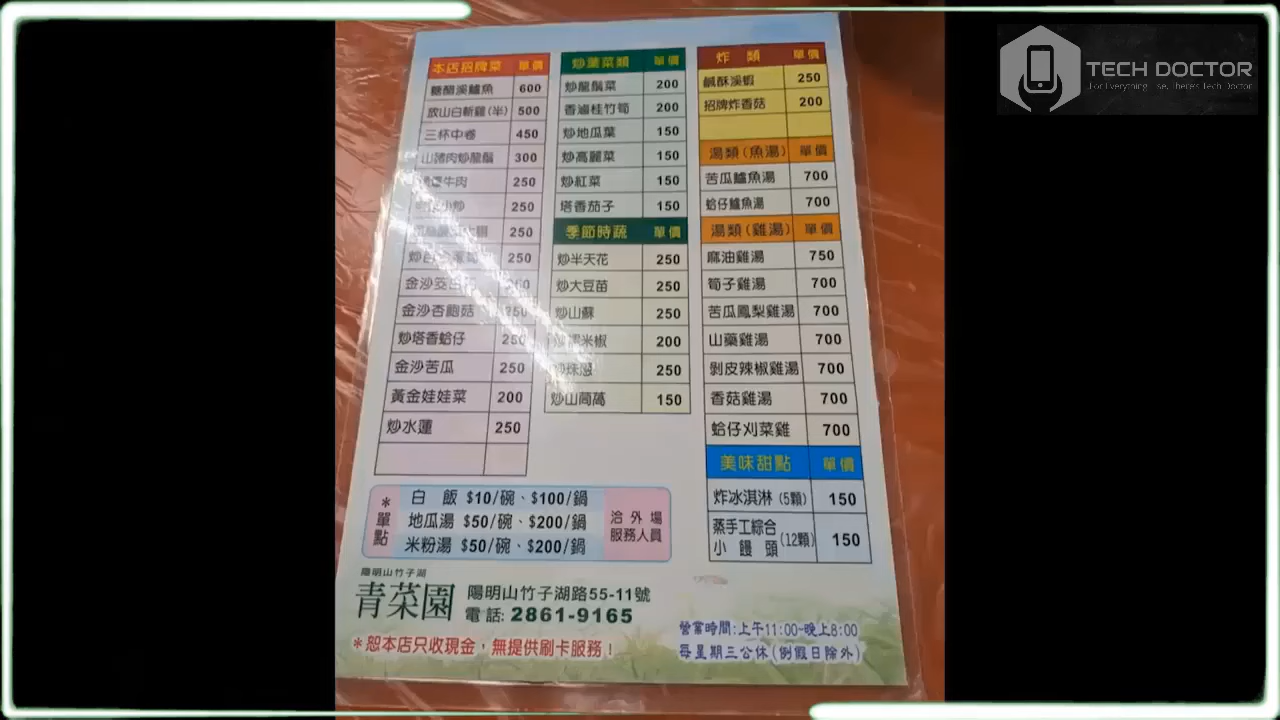 TECH DOCTOR
本店招牌菜 單價
糖醋溪鱸魚 600
放山白斬雞(半) 500
三杯中卷 450
山豬肉炒龍鬚 300
牛肉 250
小炒 250
250
250
金沙筊白筍
金沙杏鮑菇 250
炒塔香蛤仔 250
金沙苦瓜 250
黃金娃娃菜 200
炒水蓮 250
炒葉菜類 單價
炒龍鬚菜 200
香滷桂竹筍 200
炒地瓜葉 150
炒高麗菜 150
炒紅菜 150
塔香茄子 150
季節時蔬 單價
炒半天花 250
炒大豆苗 250
炒山蘇 250
炒糯米椒 200
炒珠蔥 250
炒山茼萵 150
炸類 單價
鹹酥溪蝦 250
招牌炸香菇 200
湯類(魚湯) 單價
苦瓜鱸魚湯 700
蛤仔鱸魚湯 700
湯類(雞湯) 單價
麻油雞湯 750
筍子雞湯 700
苦瓜鳳梨雞湯 700
山藥雞湯 700
剝皮辣椒雞湯 700
香菇雞湯 700
蛤仔刈菜雞 700
美味甜點 單價
炸冰淇淋(5顆) 150
蒸手工綜合小饅頭(12顆) 150
*單點
白飯 $10/碗、$100/鍋
地瓜湯 $50/碗、$200/鍋
米粉湯 $50/碗、$200/鍋
洽外場
服務人員
陽明山竹子湖
青菜園
陽明山竹子湖路55-11號
電話: 2861-9165
*恕本店只收現金，無提供刷卡服務！
營業時間:上午11:00~晚上8:00
每星期三公休(例假日除外)